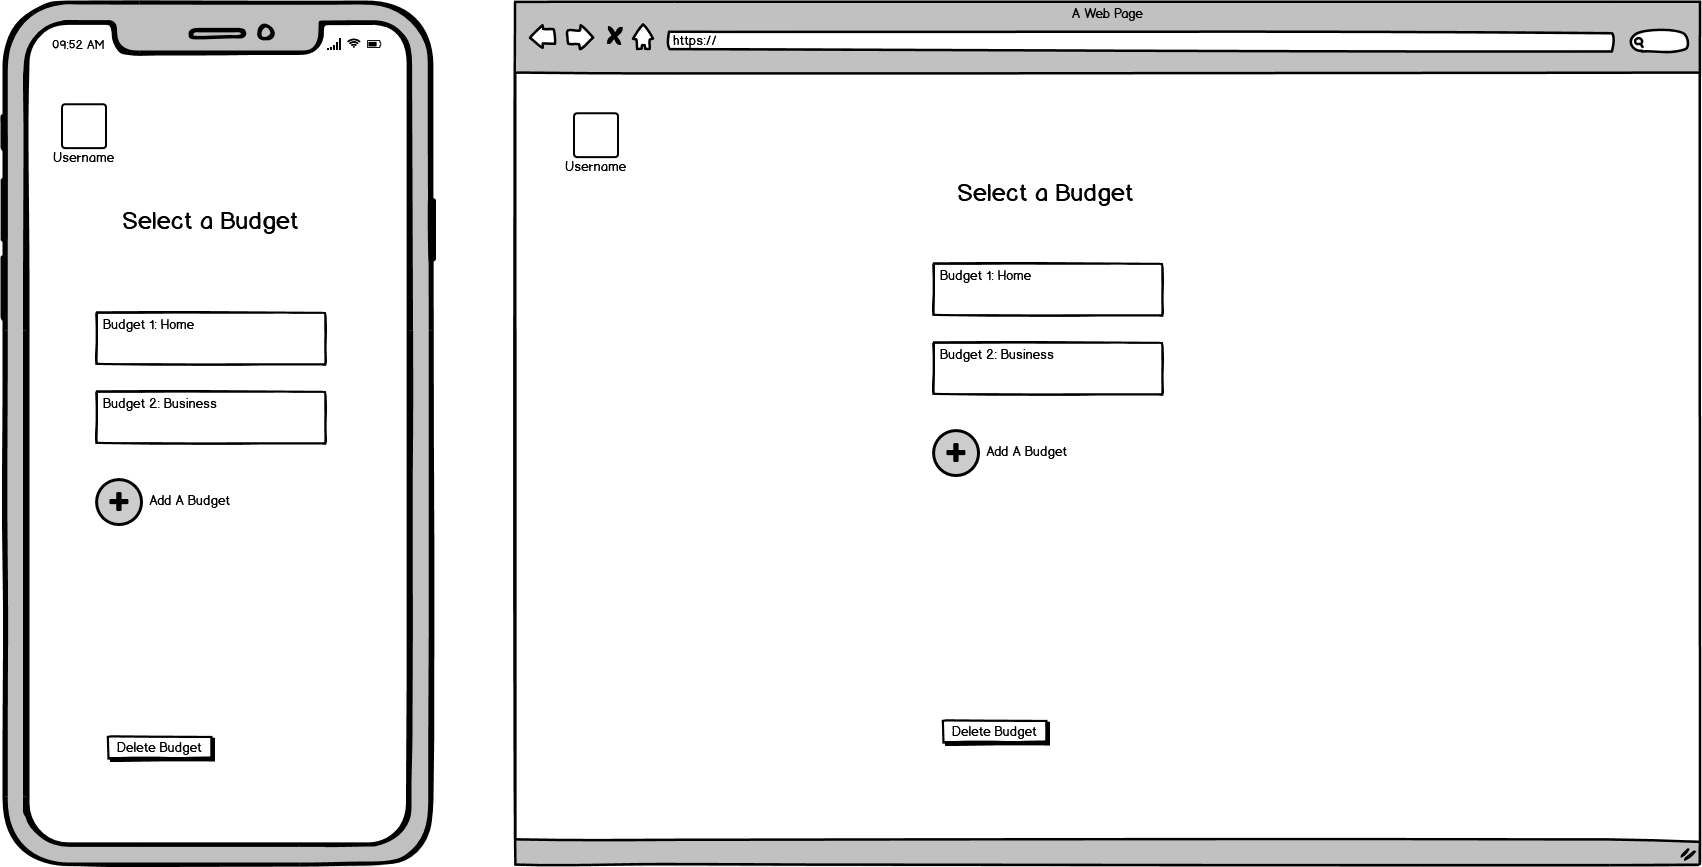 09:52 AM
Username
Select a Budget
Budget 1: Home
Budget 2: Business
Add A Budget
Delete Budget
A Web Page
https://
Username
Select a Budget
Budget 1: Home
Budget 2: Business
Add A Budget
Delete Budget